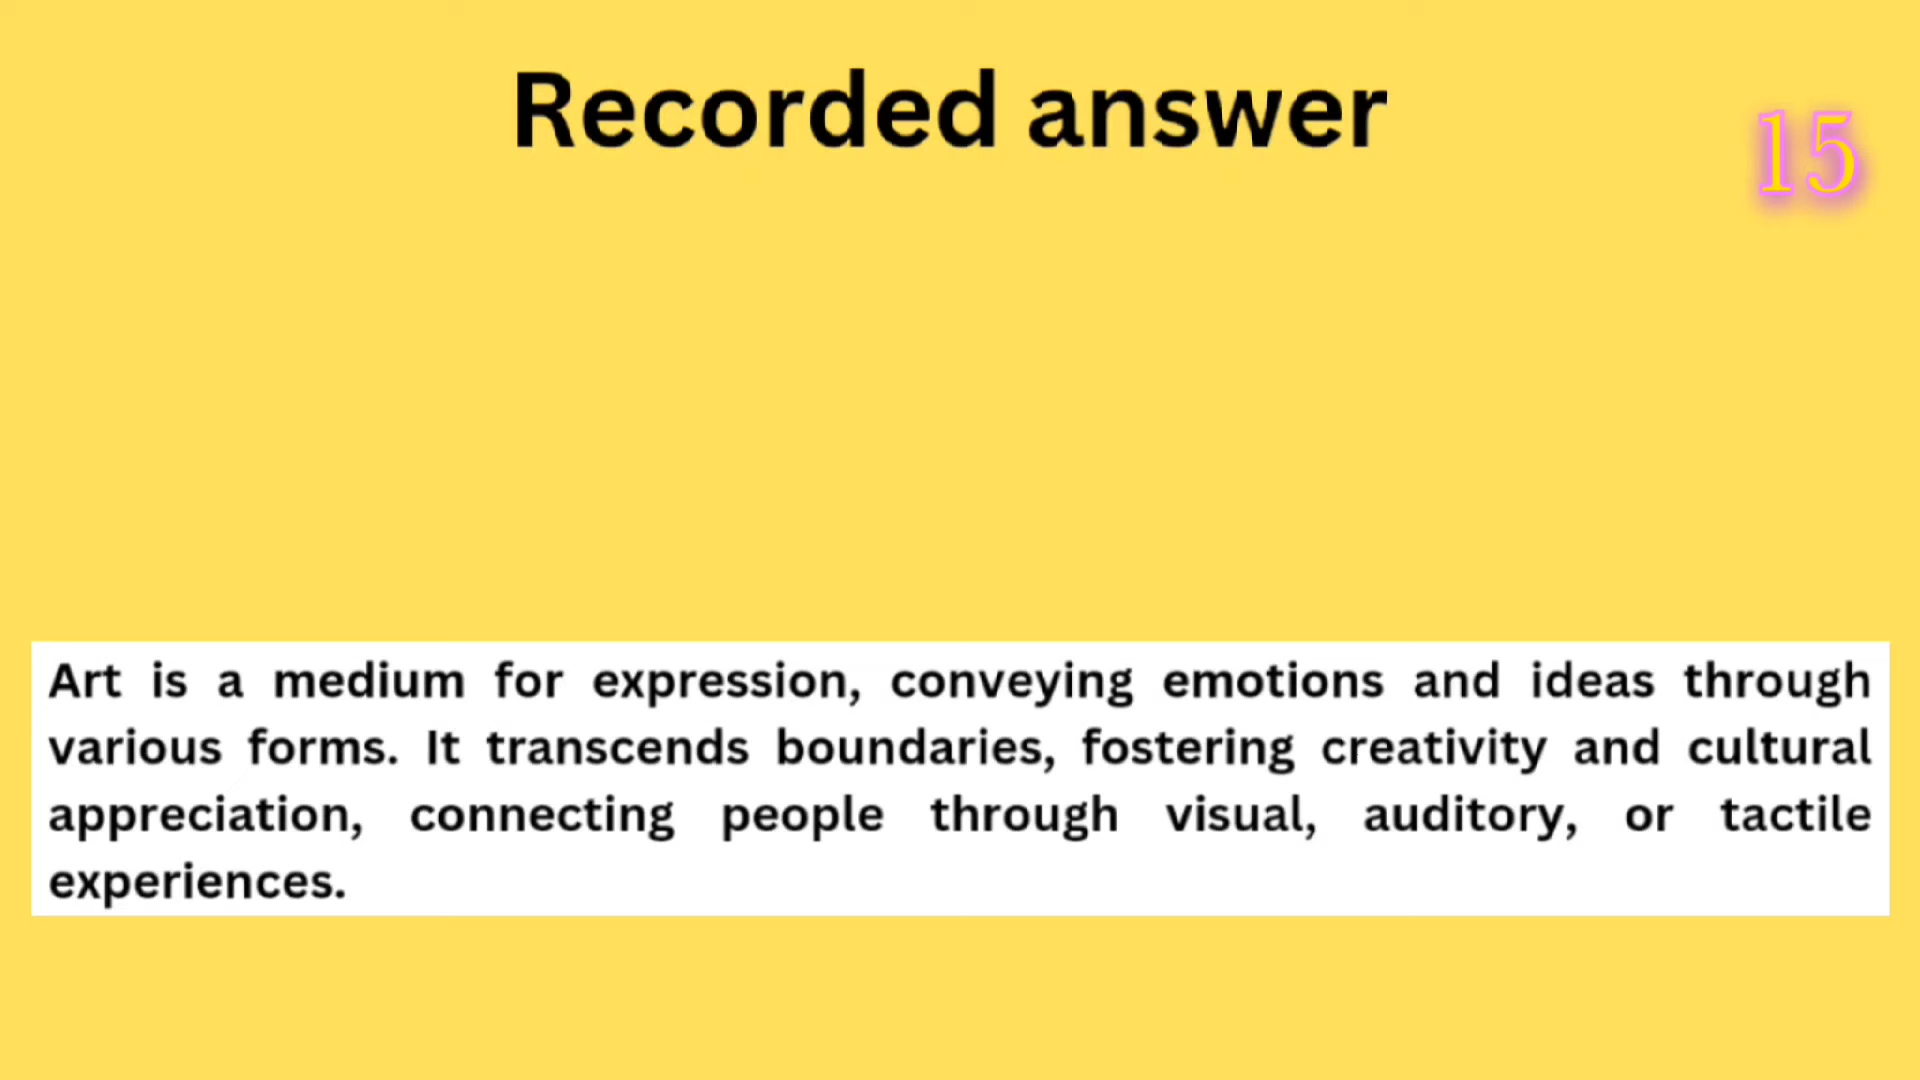 Recorded answer
15
Art is a medium for expression, conveying emotions and ideas through
various forms. It transcends boundaries, fostering creativity and cultural
appreciation, connecting people through visual, auditory, or tactile
experiences.